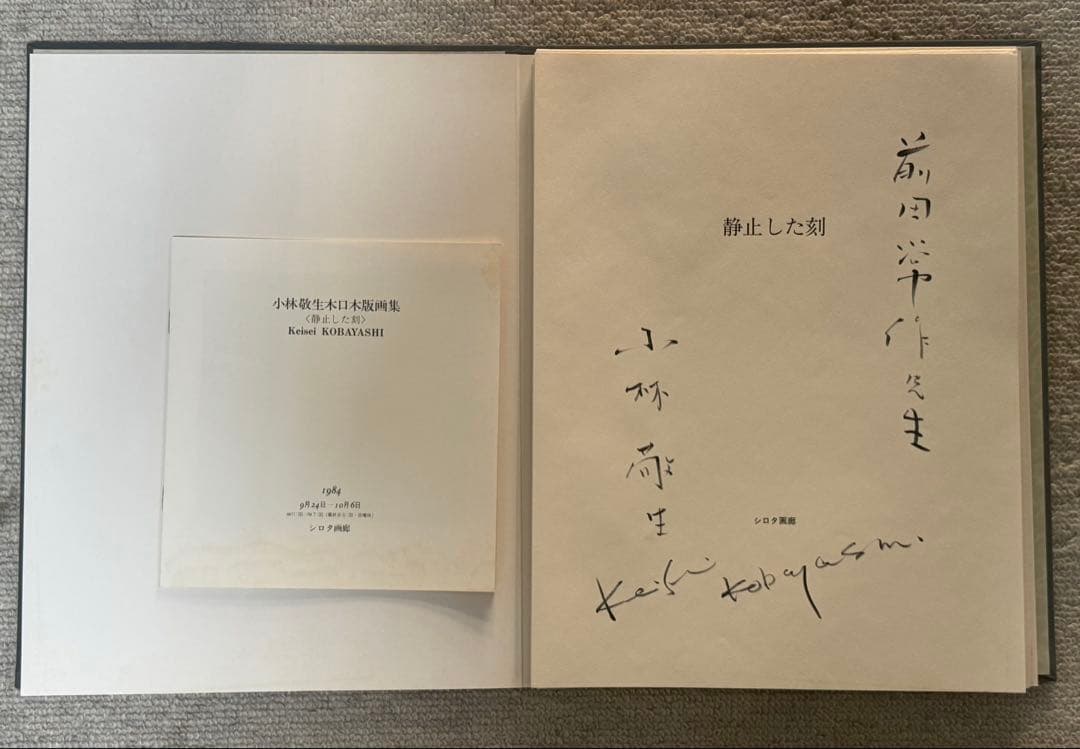 小林敬生木口木版画集
〈静止した刻〉
Keisei KOBAYASHI
1984
9月24日—10月6日
シロタ画廊
前田常作先生
静止した刻
小林敬生
シロタ画廊
Keisei Kobayashi.